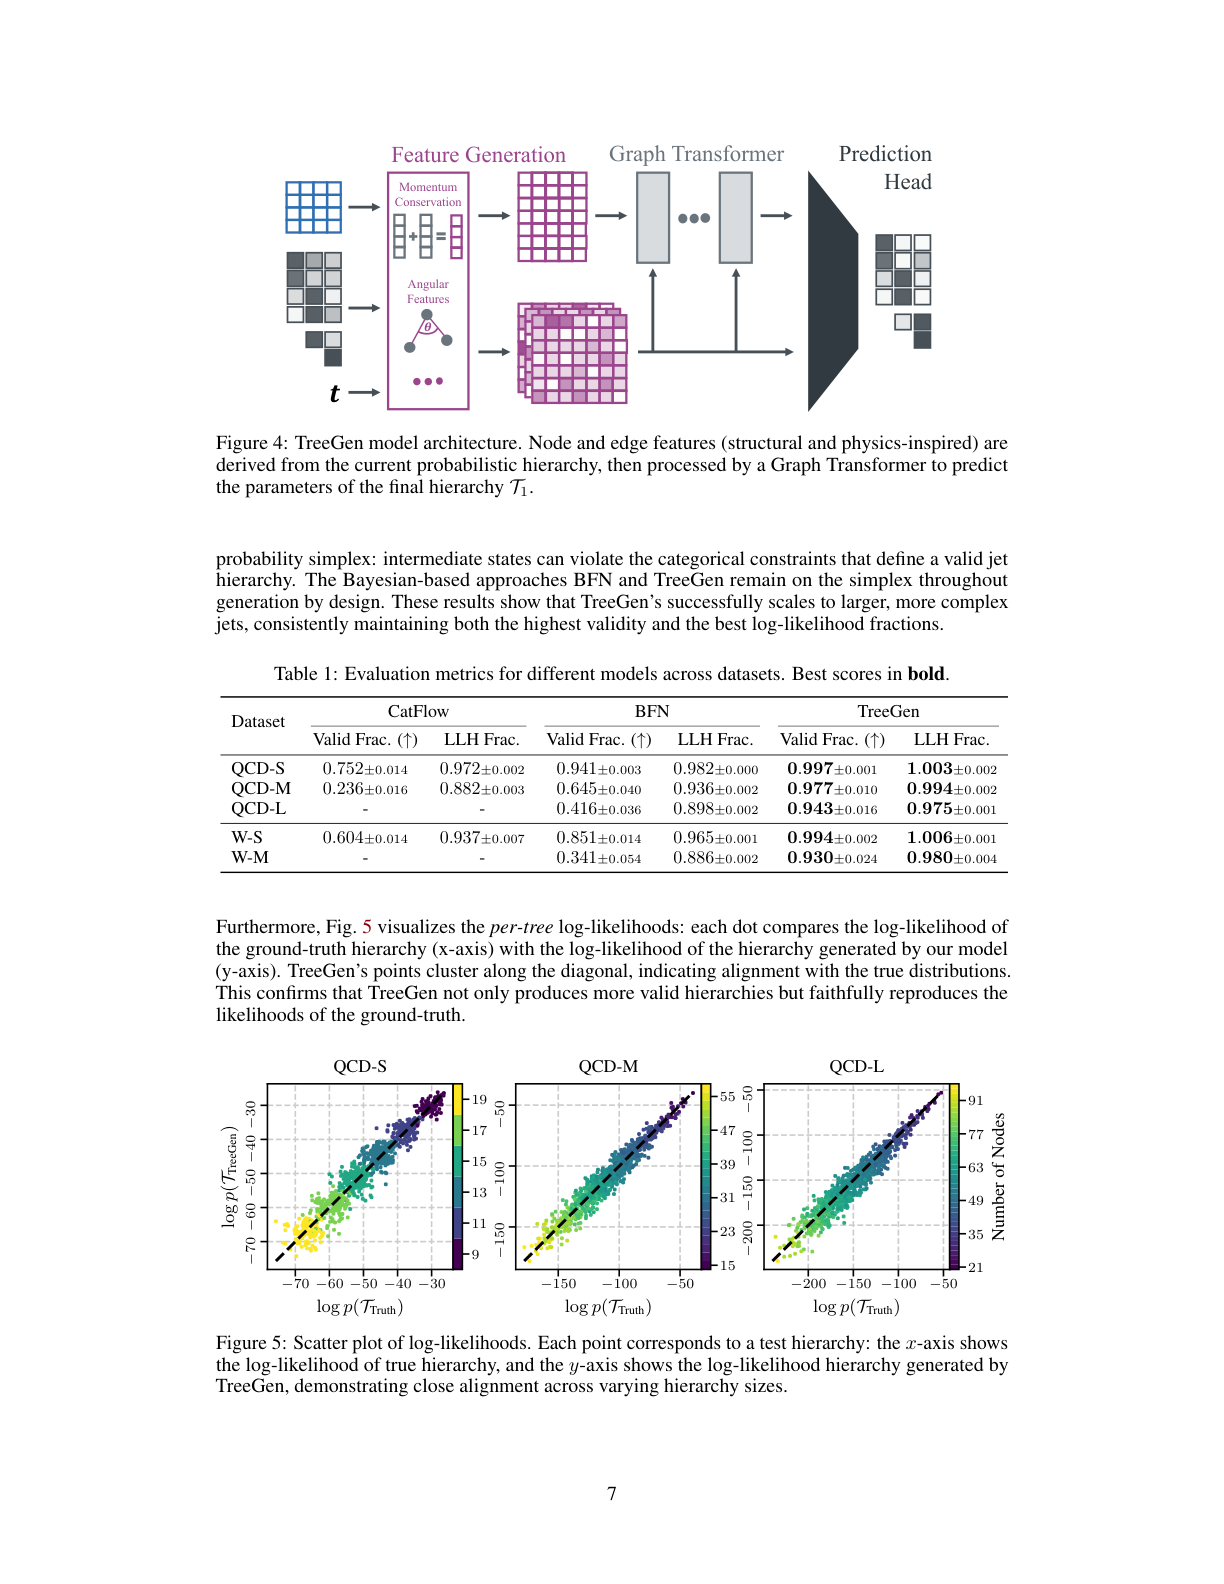 Feature Generation
Graph Transformer
Prediction
Head
Momentum
Conservation
+
=
Angular
Features
θ
t
Figure 4: TreeGen model architecture. Node and edge features (structural and physics-inspired) are
derived from the current probabilistic hierarchy, then processed by a Graph Transformer to predict
the parameters of the final hierarchy 𝒯₁.
probability simplex: intermediate states can violate the categorical constraints that define a valid jet
hierarchy. The Bayesian-based approaches BFN and TreeGen remain on the simplex throughout
generation by design. These results show that TreeGen's successfully scales to larger, more complex
jets, consistently maintaining both the highest validity and the best log-likelihood fractions.
Table 1: Evaluation metrics for different models across datasets. Best scores in bold.
Dataset CatFlow BFN TreeGen
Valid Frac. (↑) LLH Frac. Valid Frac. (↑) LLH Frac. Valid Frac. (↑) LLH Frac.
QCD-S 0.752±0.014 0.972±0.002 0.941±0.003 0.982±0.000 0.997±0.001 1.003±0.002
QCD-M 0.236±0.016 0.882±0.003 0.645±0.040 0.936±0.002 0.977±0.010 0.994±0.002
QCD-L - - 0.416±0.036 0.898±0.002 0.943±0.016 0.975±0.001
W-S 0.604±0.014 0.937±0.007 0.851±0.014 0.965±0.001 0.994±0.002 1.006±0.001
W-M - - 0.341±0.054 0.886±0.002 0.930±0.024 0.980±0.004
Furthermore, Fig. 5 visualizes the per-tree log-likelihoods: each dot compares the log-likelihood of
the ground-truth hierarchy (x-axis) with the log-likelihood of the hierarchy generated by our model
(y-axis). TreeGen's points cluster along the diagonal, indicating alignment with the true distributions.
This confirms that TreeGen not only produces more valid hierarchies but faithfully reproduces the
likelihoods of the ground-truth.
QCD-S
log p(𝒯TreeGen)
−30
−40
−50
−60
−70
−70 −60 −50 −40 −30
log p(𝒯Truth)
19
17
15
13
11
9
QCD-M
−50
−100
−150
−150 −100 −50
log p(𝒯Truth)
55
47
39
31
23
15
QCD-L
−50
−100
−150
−200
−200 −150 −100 −50
log p(𝒯Truth)
91
77
63
49
35
21
Number of Nodes
Figure 5: Scatter plot of log-likelihoods. Each point corresponds to a test hierarchy: the x-axis shows
the log-likelihood of true hierarchy, and the y-axis shows the log-likelihood hierarchy generated by
TreeGen, demonstrating close alignment across varying hierarchy sizes.
7